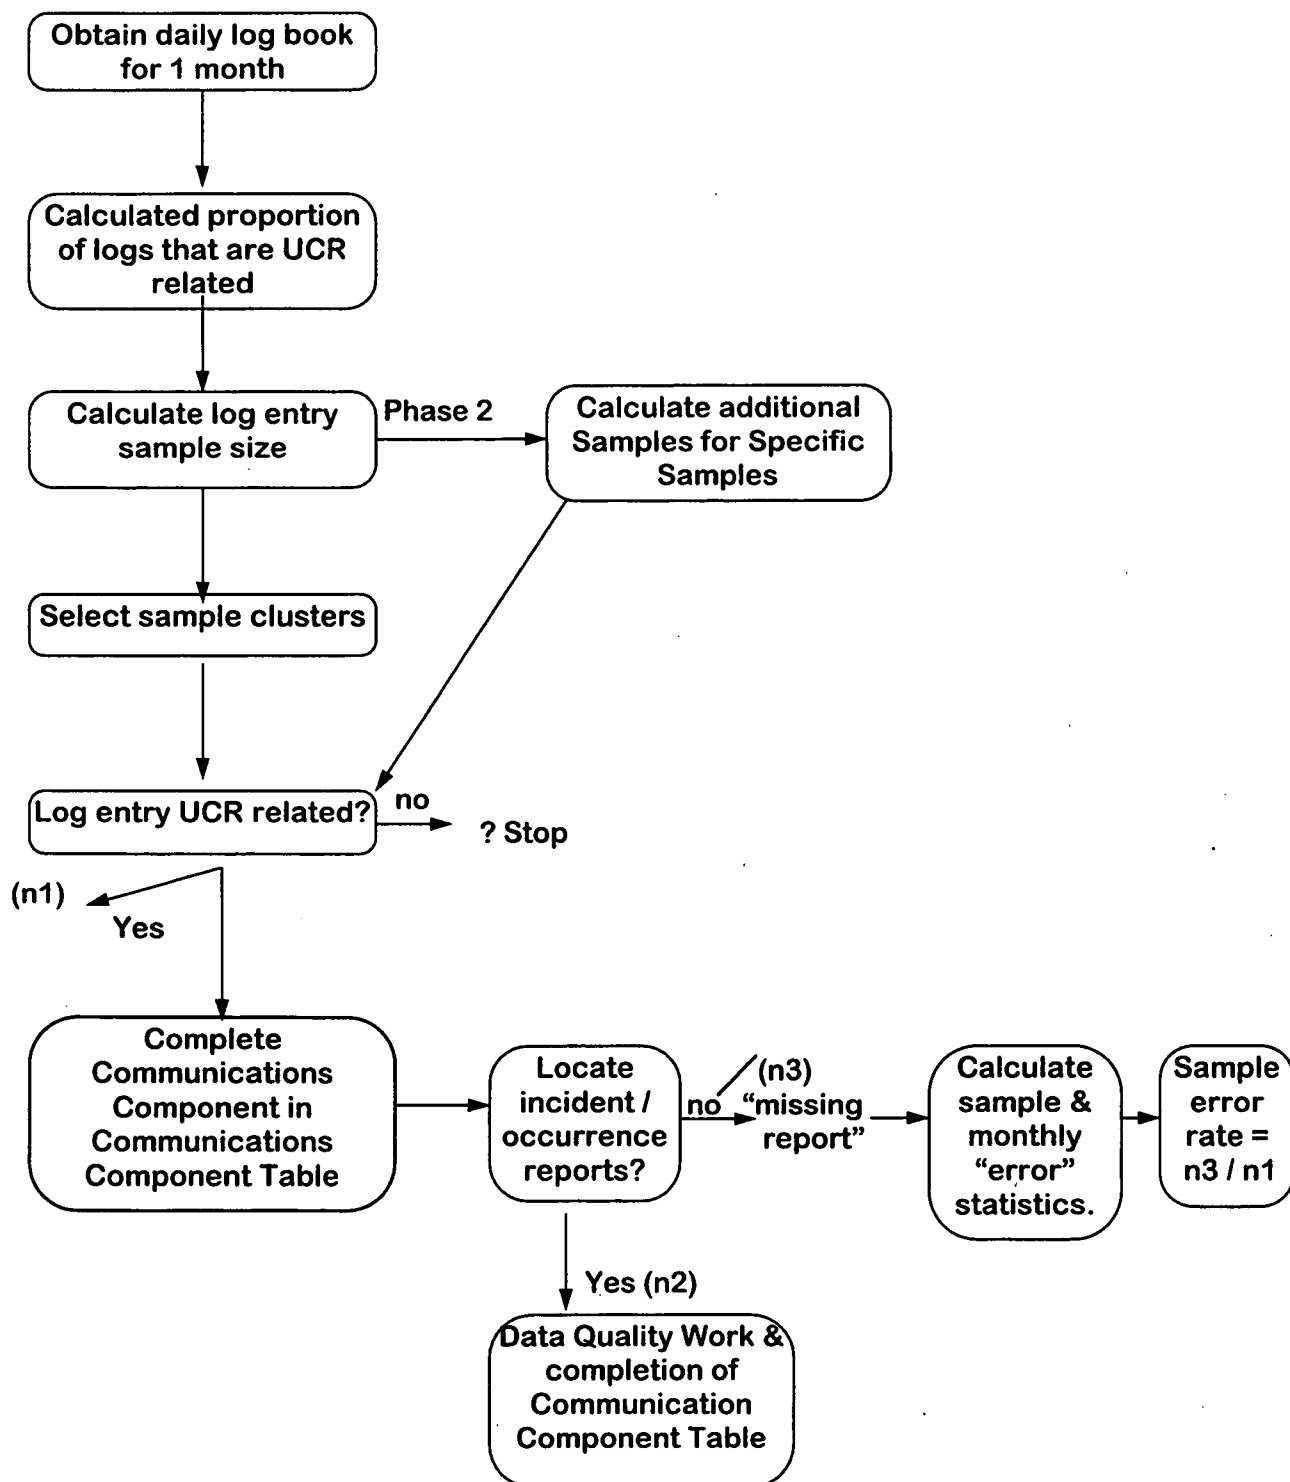 Obtain daily log book
for 1 month
Calculated proportion
of logs that are UCR
related
Calculate log entry
sample size
Phase 2
Calculate additional
Samples for Specific
Samples
Select sample clusters
Log entry UCR related?
no
? Stop
(n1)
Yes
Complete
Communications
Component in
Communications
Component Table
Locate
incident /
occurrence
reports?
no
(n3)
“missing
report”
Calculate
sample &
monthly
“error”
statistics.
Sample
error
rate =
n3 / n1
Yes (n2)
Data Quality Work &
completion of
Communication
Component Table